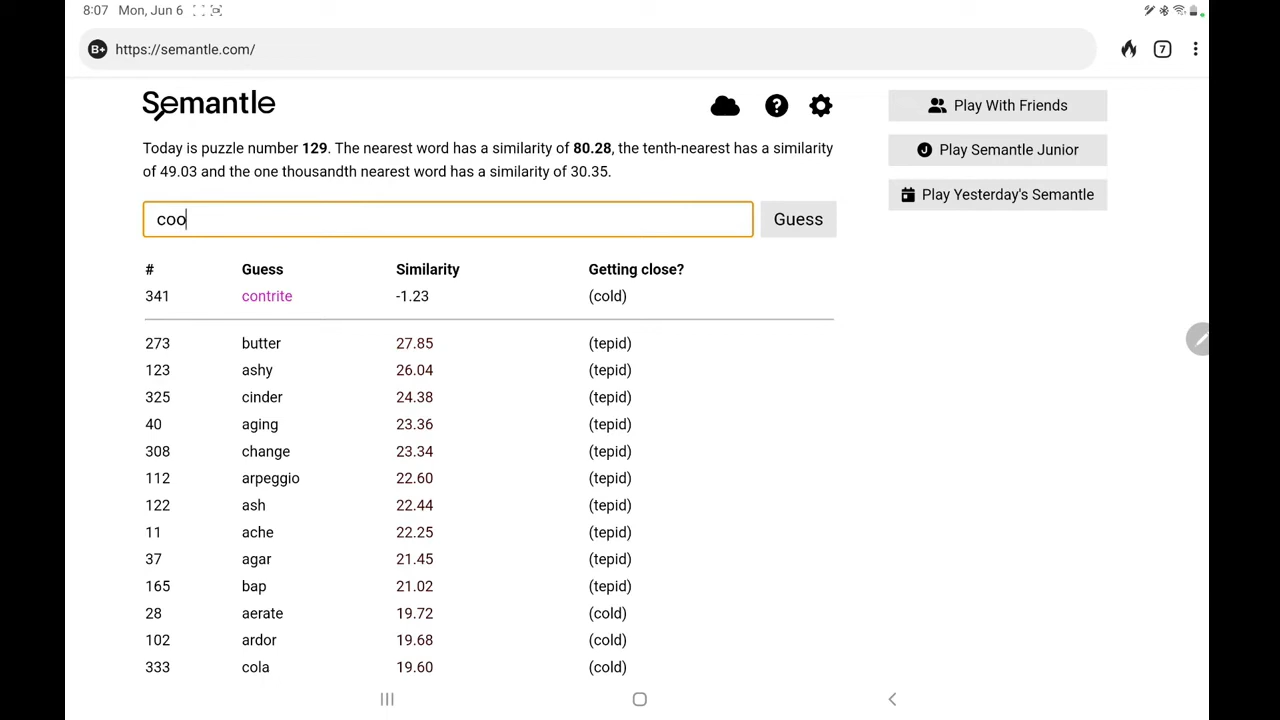 8:07 Mon, Jun 6
B+ https://semantle.com/ 7
Semantle
Play With Friends
Today is puzzle number 129. The nearest word has a similarity of 80.28, the tenth-nearest has a similarity
of 49.03 and the one thousandth nearest word has a similarity of 30.35.
J Play Semantle Junior
Play Yesterday's Semantle
coo Guess
# Guess Similarity Getting close?
341 contrite -1.23 (cold)
273 butter 27.85 (tepid)
123 ashy 26.04 (tepid)
325 cinder 24.38 (tepid)
40 aging 23.36 (tepid)
308 change 23.34 (tepid)
112 arpeggio 22.60 (tepid)
122 ash 22.44 (tepid)
11 ache 22.25 (tepid)
37 agar 21.45 (tepid)
165 bap 21.02 (tepid)
28 aerate 19.72 (cold)
102 ardor 19.68 (cold)
333 cola 19.60 (cold)